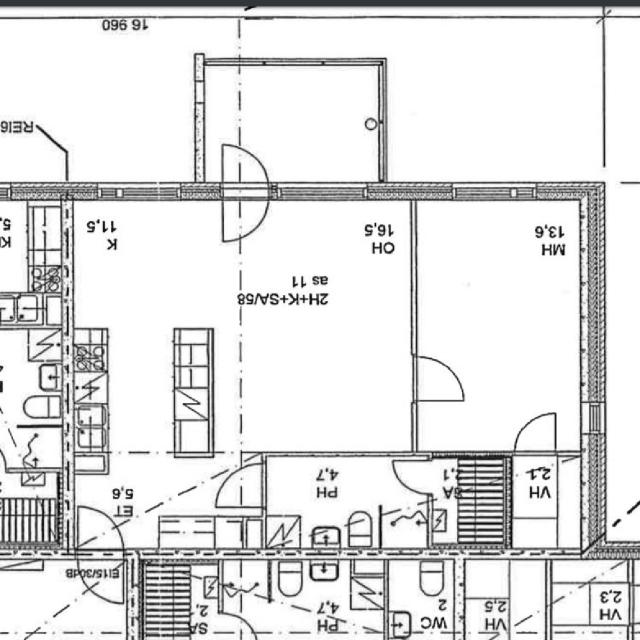 16 960
REI6
K
11,5
OH
16,5
MH
13,6
2H+K+SA/58
as 11
5,
ET
5,6
PH
4,7
SA
2,1
VH
2,1
EI15/30dB
SA
2,
PH
4,7
WC
2
VH
2,5
VH
2,3